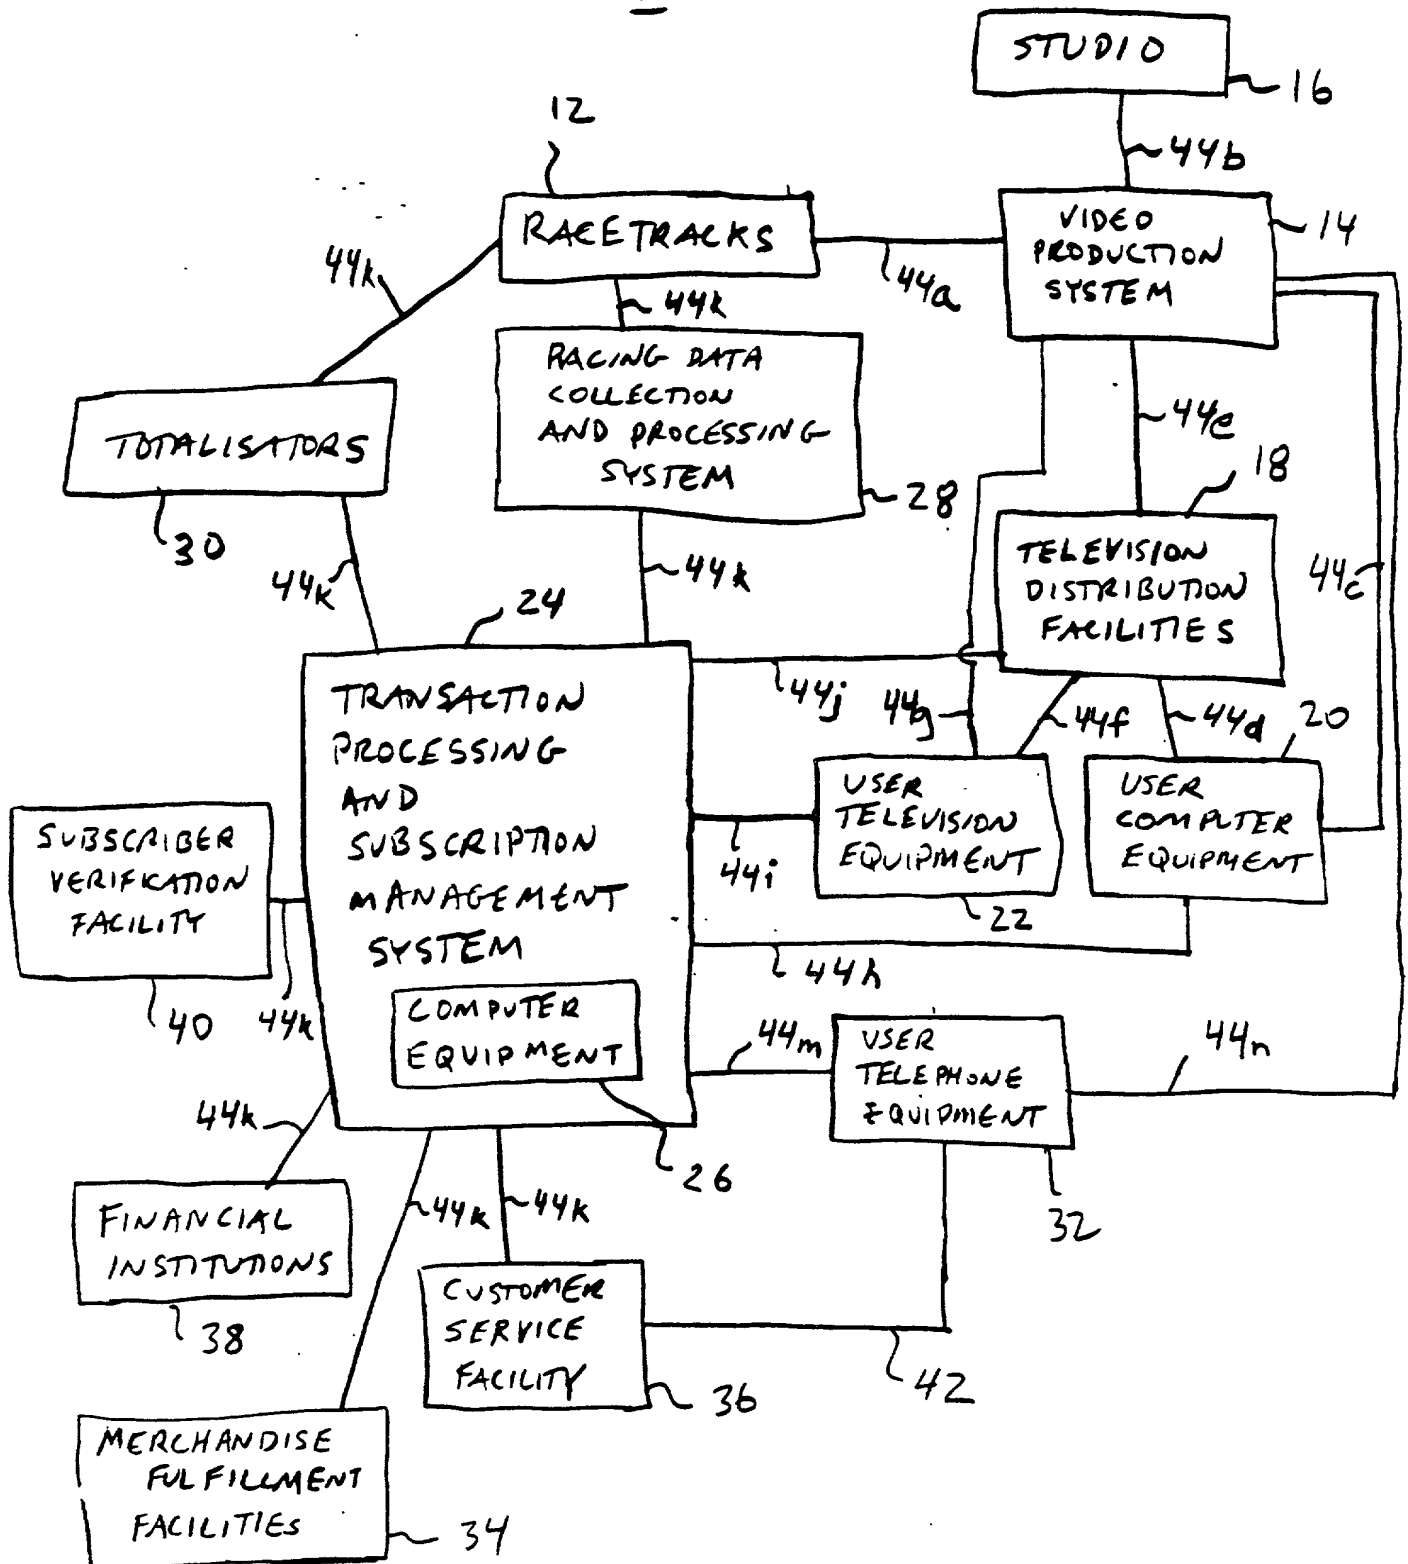 STUDIO
16
12
44b
RACETRACKS
VIDEO
PRODUCTION
SYSTEM
14
44k
44a
44k
RACING DATA
COLLECTION
AND PROCESSING
SYSTEM
28
TOTALISATORS
30
44e
18
TELEVISION
DISTRIBUTION
FACILITIES
44c
44k
44k
24
TRANSACTION
PROCESSING
AND
SUBSCRIPTION
MANAGEMENT
SYSTEM
44j
44g
44f
44d
20
USER
TELEVISION
EQUIPMENT
22
USER
COMPUTER
EQUIPMENT
44i
SUBSCRIBER
VERIFICATION
FACILITY
40
44k
44h
COMPUTER
EQUIPMENT
26
44m
USER
TELEPHONE
EQUIPMENT
32
44n
44k
FINANCIAL
INSTITUTIONS
38
44k
44k
CUSTOMER
SERVICE
FACILITY
36
42
MERCHANDISE
FULFILLMENT
FACILITIES
34